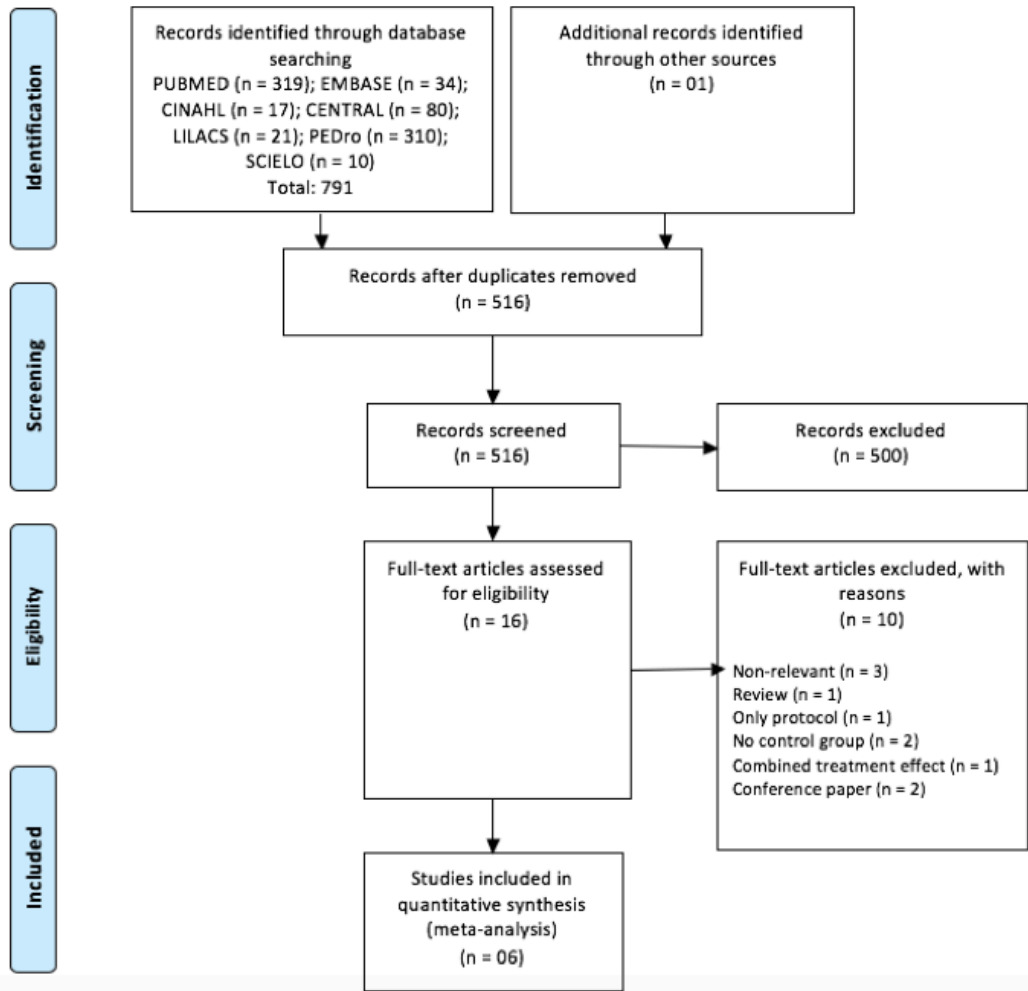 Identification
Records identified through database
searching
PUBMED (n = 319); EMBASE (n = 34);
CINAHL (n = 17); CENTRAL (n = 80);
LILACS (n = 21); PEDro (n = 310);
SCIELO (n = 10)
Total: 791
Additional records identified
through other sources
(n = 01)
Records after duplicates removed
(n = 516)
Screening
Records screened
(n = 516)
Records excluded
(n = 500)
Eligibility
Full-text articles assessed
for eligibility
(n = 16)
Full-text articles excluded, with
reasons
(n = 10)
Non-relevant (n = 3)
Review (n = 1)
Only protocol (n = 1)
No control group (n = 2)
Combined treatment effect (n = 1)
Conference paper (n = 2)
Included
Studies included in
quantitative synthesis
(meta-analysis)
(n = 06)